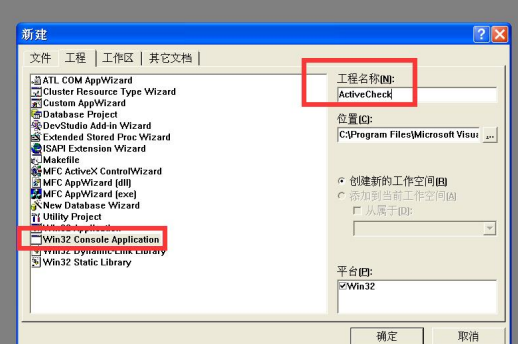 新建
文件 工程 工作区 其它文档
ATL COM AppWizard
Cluster Resource Type Wizard
Custom AppWizard
Database Project
DevStudio Add-in Wizard
Extended Stored Proc Wizard
ISAPI Extension Wizard
Makefile
MFC ActiveX ControlWizard
MFC AppWizard (dll)
MFC AppWizard (exe)
New Database Wizard
Utility Project
Win32 Application
Win32 Console Application
Win32 Dynamic-Link Library
Win32 Static Library
工程名称(N):
ActiveCheck
位置(C):
C:\Program Files\Microsoft Visua ...
创建新的工作空间(R)
添加到当前工作空间(A)
从属于(D):
平台(P):
Win32
确定 取消